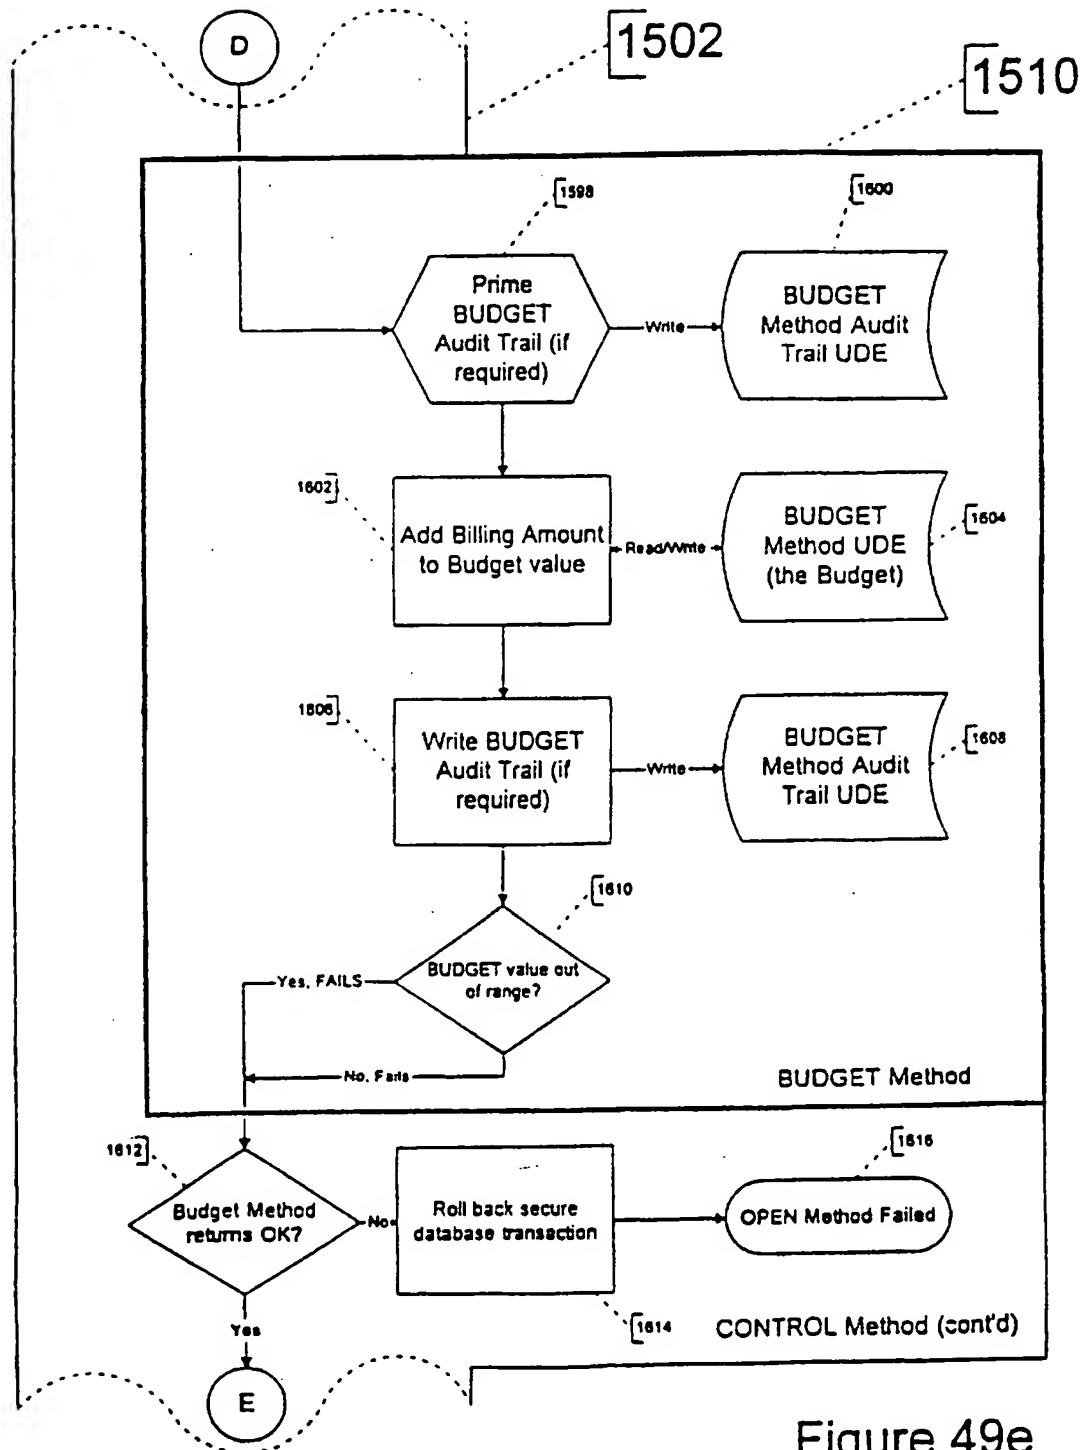 D
1502
1510
1598
1600
Prime
BUDGET
Audit Trail (if
required)
Write
BUDGET
Method Audit
Trail UDE
1602
Add Billing Amount
to Budget value
Read/Write
BUDGET
Method UDE
(the Budget)
1604
1606
Write BUDGET
Audit Trail (if
required)
Write
BUDGET
Method Audit
Trail UDE
1608
1610
BUDGET value out
of range?
Yes, FAILS
No, Fails
BUDGET Method
1612
Budget Method
returns OK?
No
Roll back secure
database transaction
1616
OPEN Method Failed
1614
CONTROL Method (cont'd)
Yes
E
Figure 49e